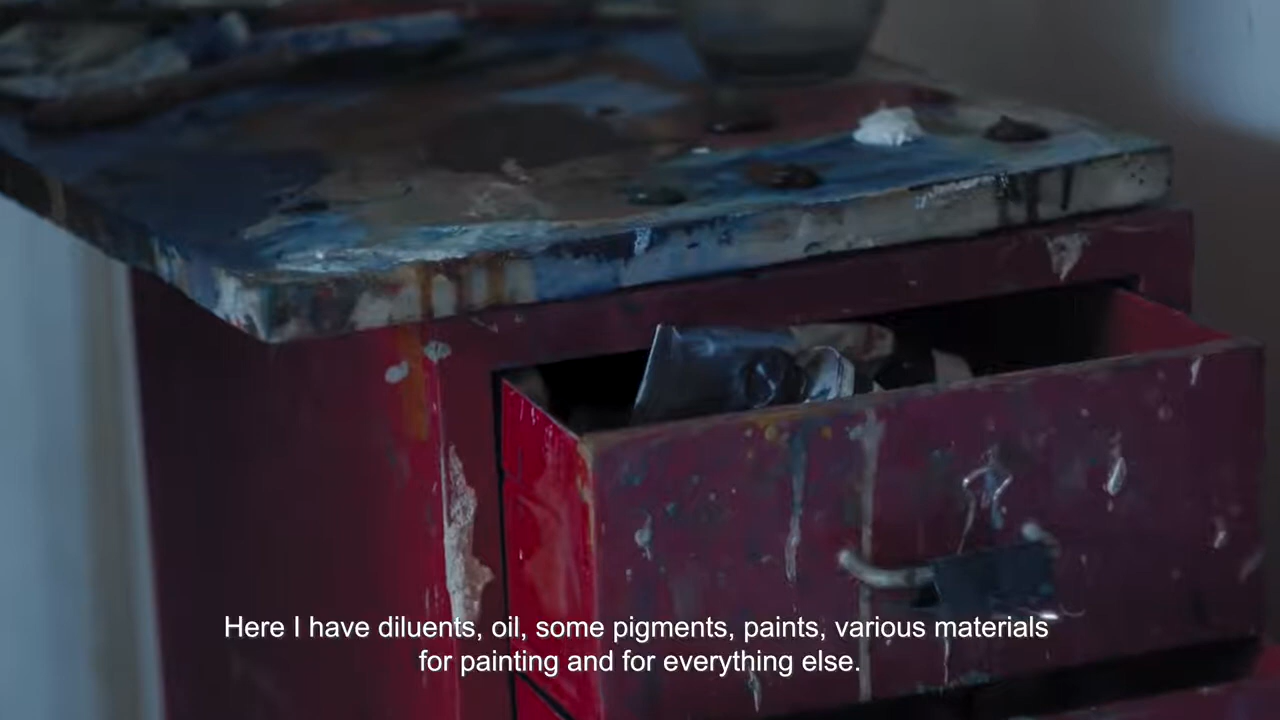 Here I have diluents, oil, some pigments, paints, various materials
for painting and for everything else.